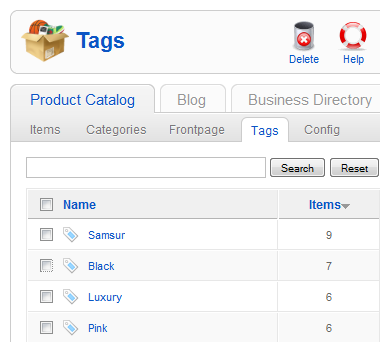 Tags
Delete Help
Product Catalog Blog Business Directory
Items Categories Frontpage Tags Config
Search Reset
Name Items
Samsur 9
Black 7
Luxury 6
Pink 6